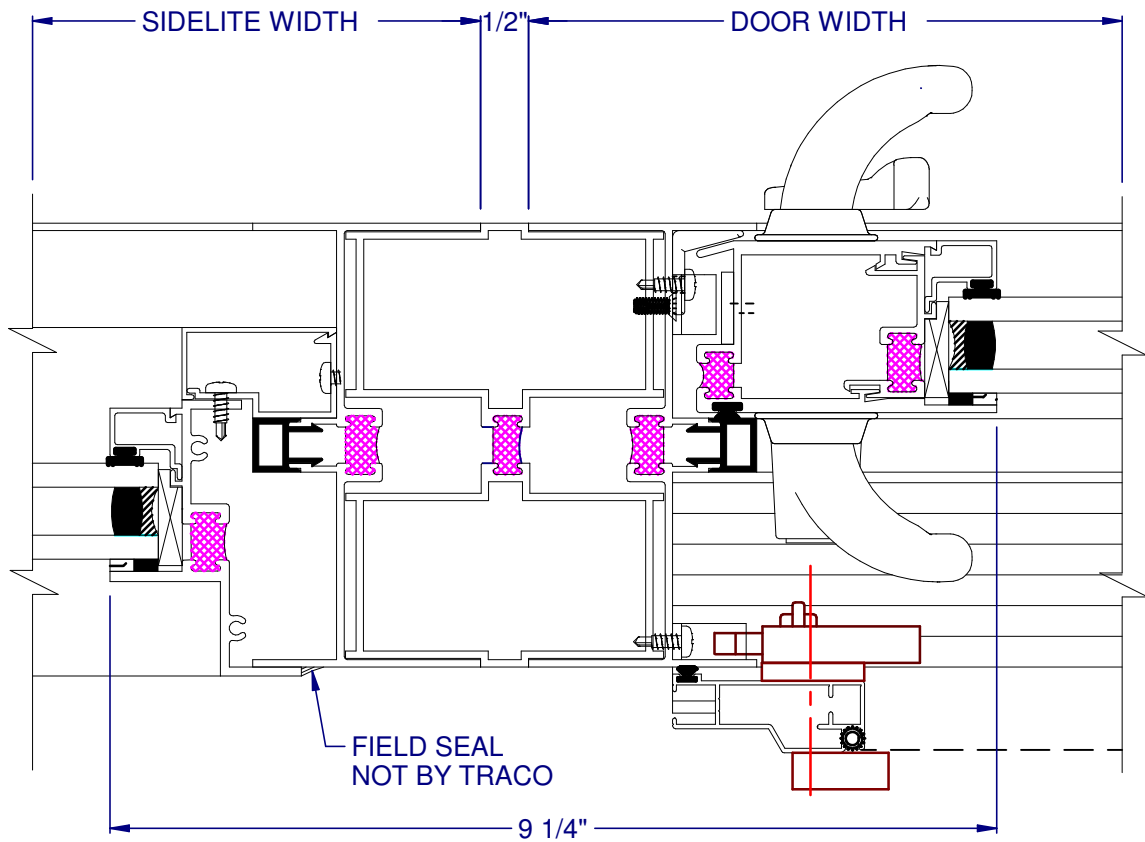 SIDELITE WIDTH
1/2"
DOOR WIDTH
FIELD SEAL
NOT BY TRACO
9 1/4"